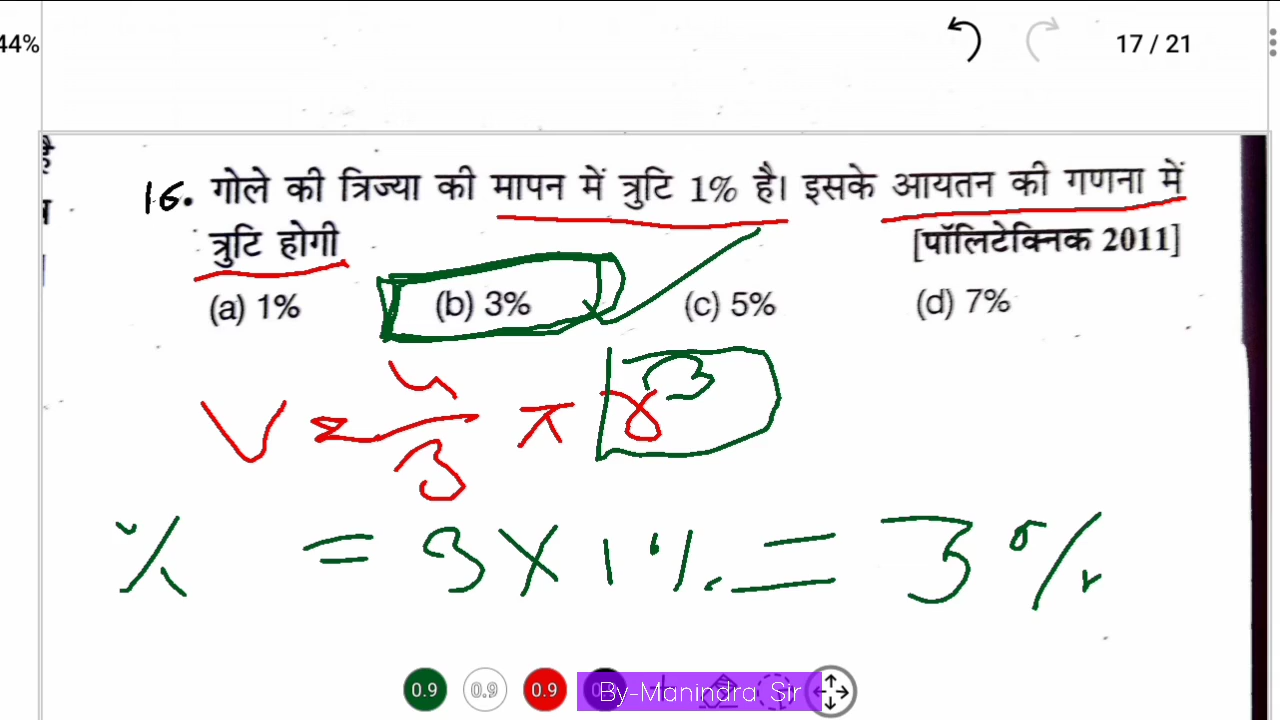 44%
17 / 21
है
16. गोले की त्रिज्या की मापन में त्रुटि 1% है। इसके आयतन की गणना में
त्रुटि होगी [पॉलिटेक्निक 2011]
(a) 1% (b) 3% (c) 5% (d) 7%
V = 4/3 π r³
% = 3 × 1% = 3%
0.9 0.9 0.9 By-Manindra Sir